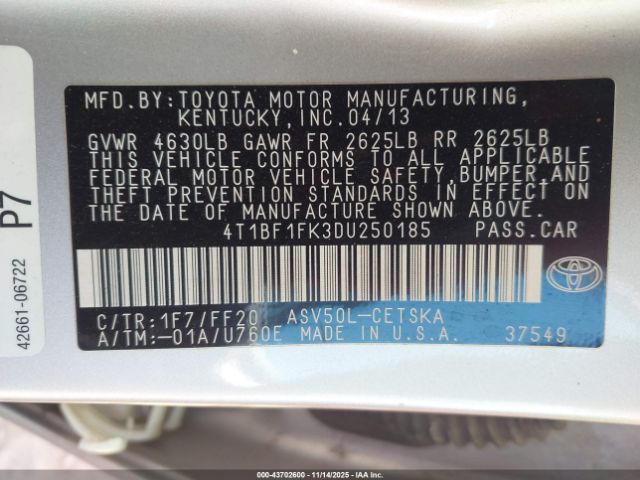 MFD.BY:TOYOTA MOTOR MANUFACTURING,
KENTUCKY,INC.04/13
GVWR 4630LB GAWR FR 2625LB RR 2625LB
THIS VEHICLE CONFORMS TO ALL APPLICABLE
FEDERAL MOTOR VEHICLE SAFETY,BUMPER,AND
THEFT PREVENTION STANDARDS IN EFFECT ON
THE DATE OF MANUFACTURE SHOWN ABOVE.
4T1BF1FK3DU250185 PASS.CAR
C/TR:1F7/FF20 ASV50L-CETSKA
A/TM:-01A/U760E MADE IN U.S.A. 37549
P7
42661-06722
000-43702600 - 11/14/2025 - IAAI.COM